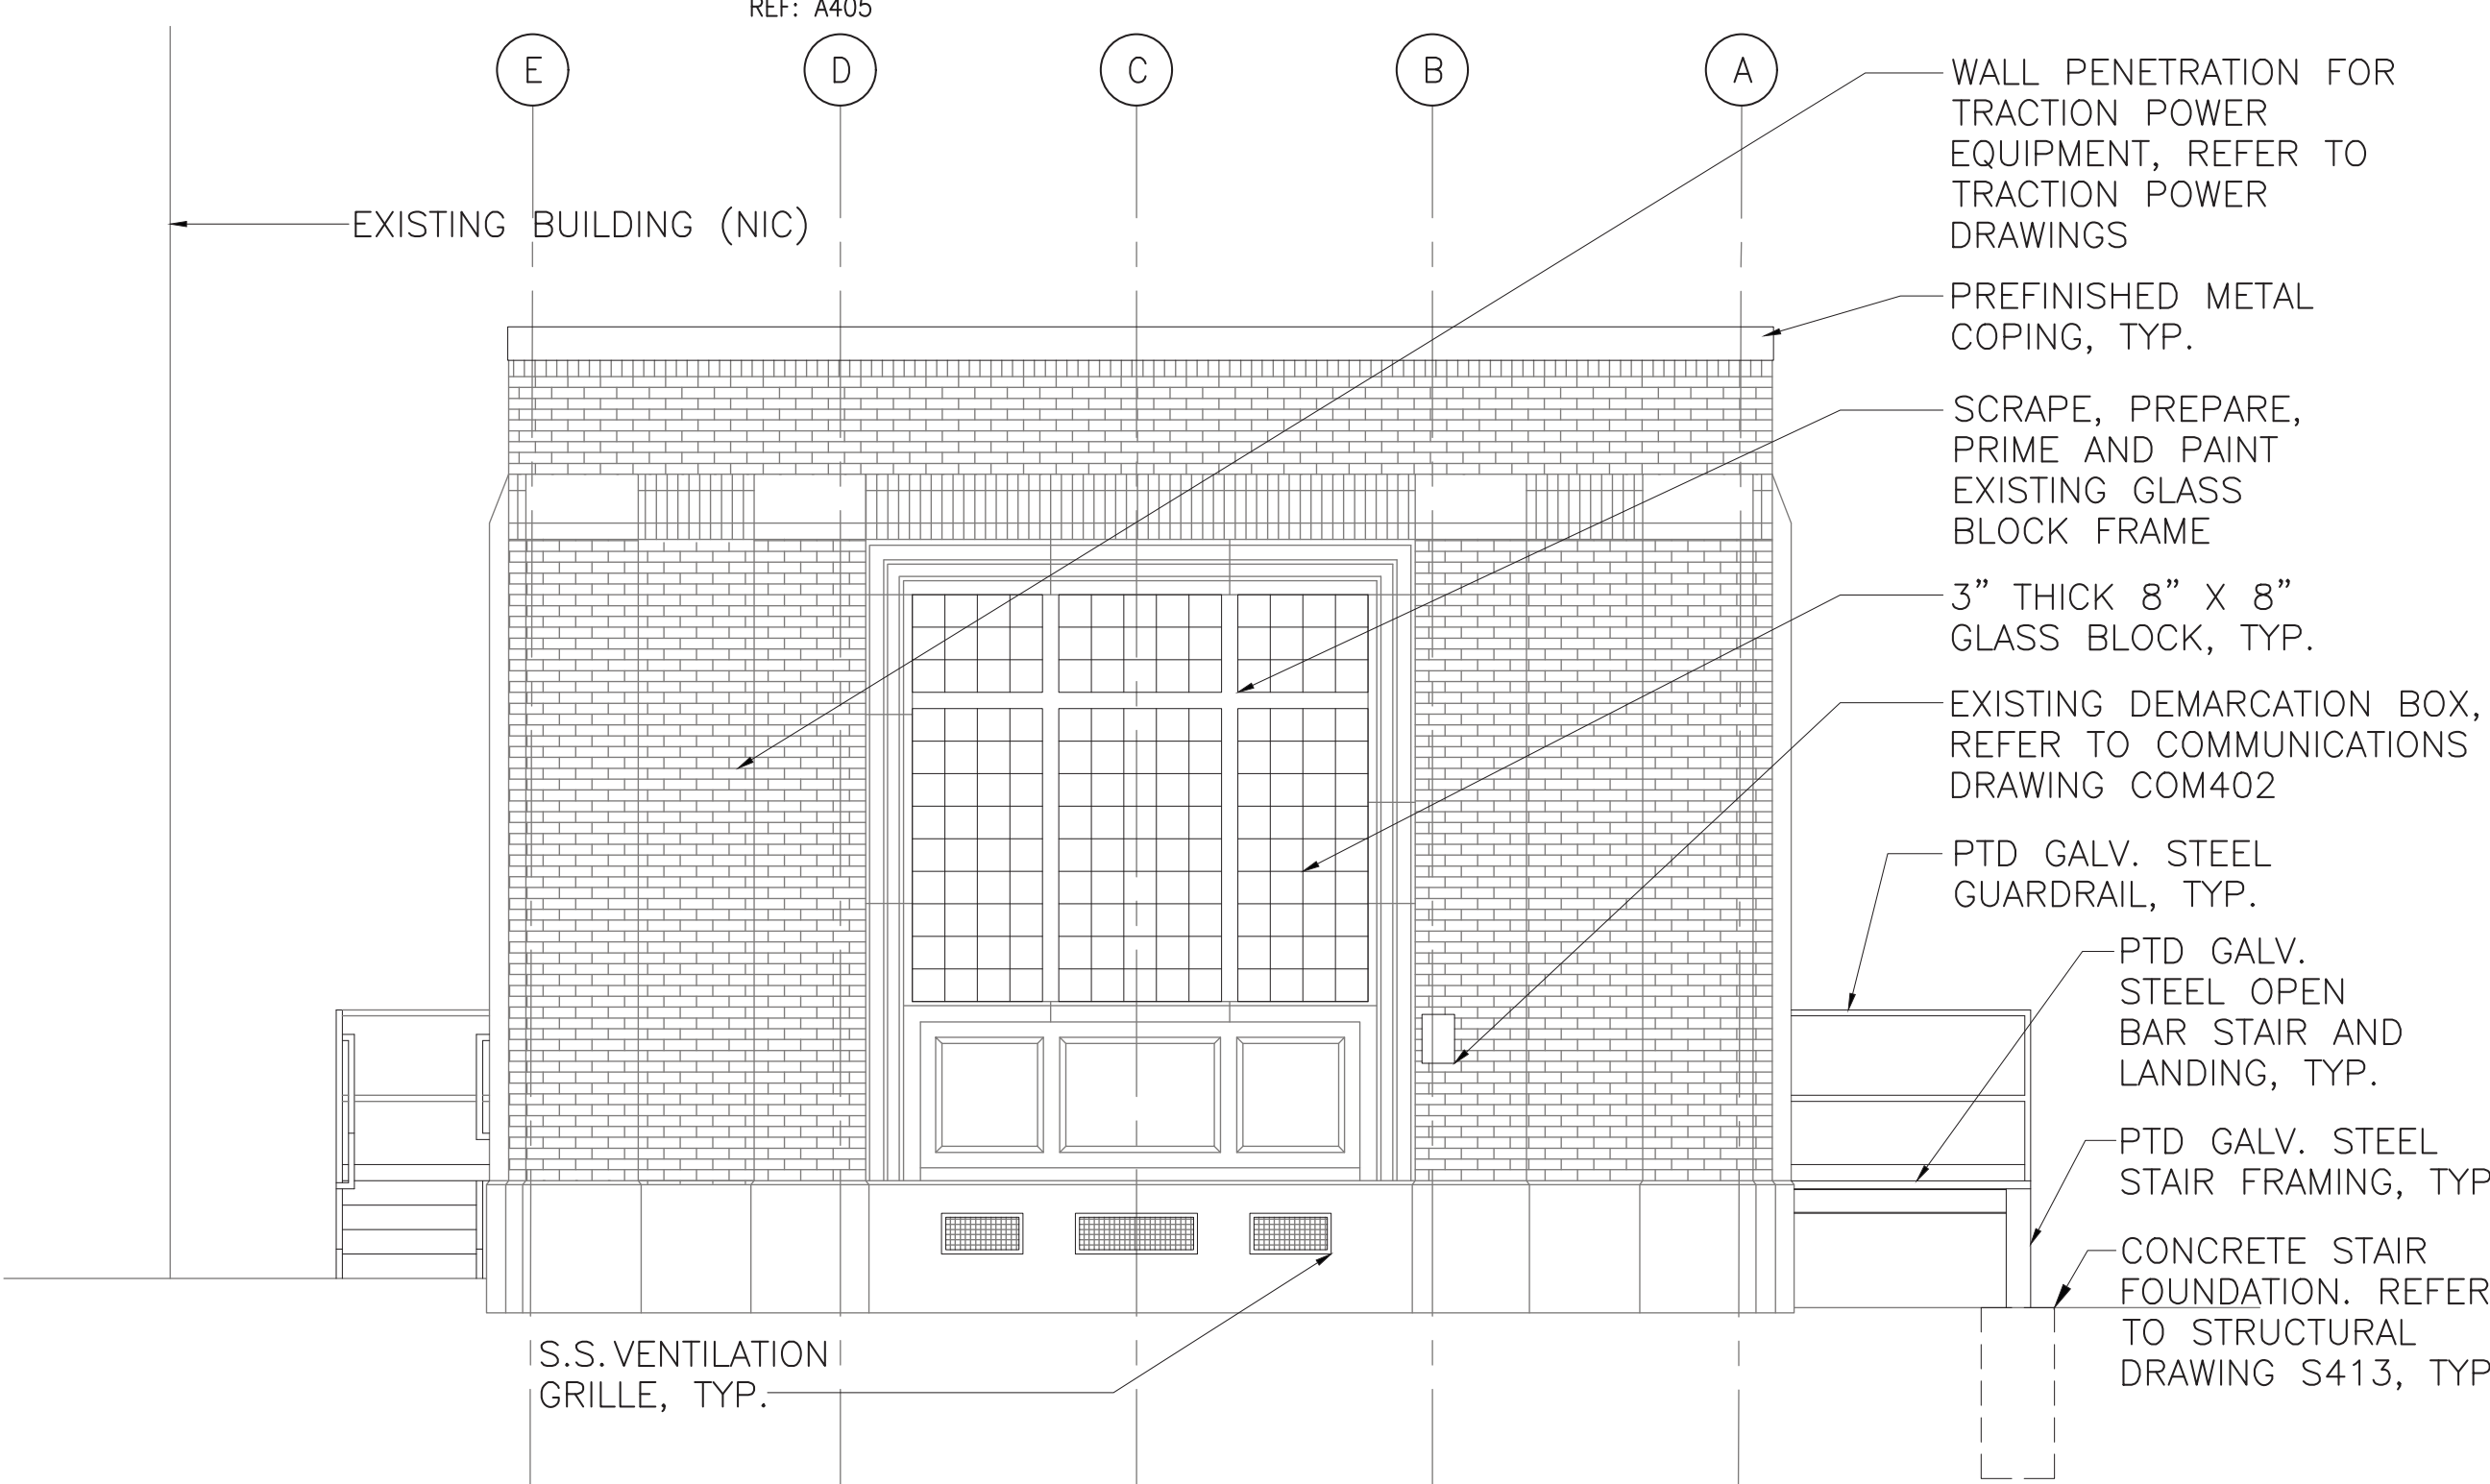 REF: A405
E
D
C
B
A
WALL PENETRATION FOR
TRACTION POWER
EQUIPMENT, REFER TO
TRACTION POWER
DRAWINGS
EXISTING BUILDING (NIC)
PREFINISHED METAL
COPING, TYP.
SCRAPE, PREPARE,
PRIME AND PAINT
EXISTING GLASS
BLOCK FRAME
3” THICK 8” X 8”
GLASS BLOCK, TYP.
EXISTING DEMARCATION BOX,
REFER TO COMMUNICATIONS
DRAWING COM402
PTD GALV. STEEL
GUARDRAIL, TYP.
PTD GALV.
STEEL OPEN
BAR STAIR AND
LANDING, TYP.
PTD GALV. STEEL
STAIR FRAMING, TYP
CONCRETE STAIR
FOUNDATION. REFER
TO STRUCTURAL
DRAWING S413, TYP
S.S. VENTILATION
GRILLE, TYP.